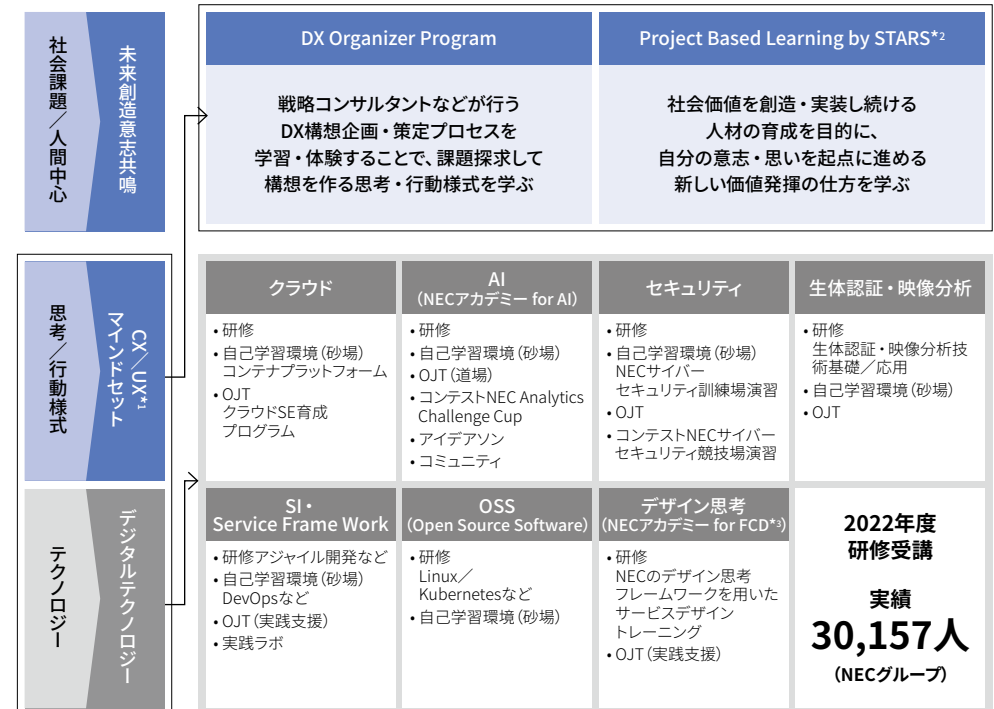 社会課題／人間中心
未来創造意志共鳴
DX Organizer Program
戦略コンサルタントなどが行う
DX構想企画・策定プロセスを
学習・体験することで、課題探求して
構想を作る思考・行動様式を学ぶ
Project Based Learning by STARS*2
社会価値を創造・実装し続ける
人材の育成を目的に、
自分の意志・思いを起点に進める
新しい価値発揮の仕方を学ぶ
思考／行動様式
CX／UX*1
マインドセット
テクノロジー
デジタルテクノロジー
クラウド
• 研修
• 自己学習環境（砂場）
コンテナプラットフォーム
• OJT
クラウドSE育成
プログラム
AI
（NECアカデミー for AI）
• 研修
• 自己学習環境（砂場）
• OJT（道場）
• コンテストNEC Analytics
Challenge Cup
• アイデアソン
• コミュニティ
セキュリティ
• 研修
• 自己学習環境（砂場）
NECサイバー
セキュリティ訓練場演習
• OJT
• コンテストNECサイバー
セキュリティ競技場演習
生体認証・映像分析
• 研修
生体認証・映像分析技
術基礎／応用
• 自己学習環境（砂場）
• OJT
SI・
Service Frame Work
• 研修アジャイル開発など
• 自己学習環境（砂場）
DevOpsなど
• OJT（実践支援）
• 実践ラボ
OSS
（Open Source Software）
• 研修
Linux／
Kubernetesなど
• 自己学習環境（砂場）
デザイン思考
（NECアカデミー for FCD*3）
• 研修
NECのデザイン思考
フレームワークを用いた
サービスデザイン
トレーニング
• OJT（実践支援）
2022年度
研修受講
実績
30,157人
（NECグループ）